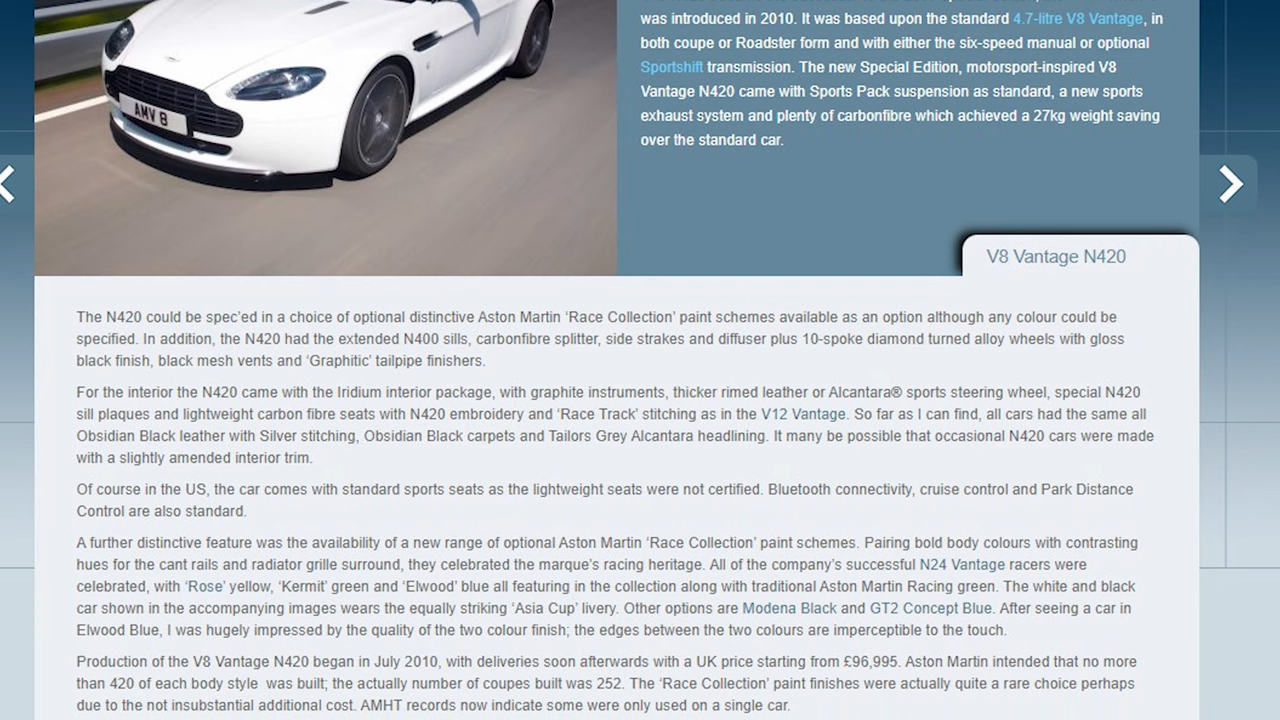 was introduced in 2010. It was based upon the standard 4.7-litre V8 Vantage, in
both coupe or Roadster form and with either the six-speed manual or optional
Sportshift transmission. The new Special Edition, motorsport-inspired V8
Vantage N420 came with Sports Pack suspension as standard, a new sports
exhaust system and plenty of carbonfibre which achieved a 27kg weight saving
over the standard car.
AMV 8
V8 Vantage N420
The N420 could be spec’ed in a choice of optional distinctive Aston Martin ‘Race Collection’ paint schemes available as an option although any colour could be
specified. In addition, the N420 had the extended N400 sills, carbonfibre splitter, side strakes and diffuser plus 10-spoke diamond turned alloy wheels with gloss
black finish, black mesh vents and ‘Graphitic’ tailpipe finishers.
For the interior the N420 came with the Iridium interior package, with graphite instruments, thicker rimed leather or Alcantara® sports steering wheel, special N420
sill plaques and lightweight carbon fibre seats with N420 embroidery and ‘Race Track’ stitching as in the V12 Vantage. So far as I can find, all cars had the same all
Obsidian Black leather with Silver stitching, Obsidian Black carpets and Tailors Grey Alcantara headlining. It many be possible that occasional N420 cars were made
with a slightly amended interior trim.
Of course in the US, the car comes with standard sports seats as the lightweight seats were not certified. Bluetooth connectivity, cruise control and Park Distance
Control are also standard.
A further distinctive feature was the availability of a new range of optional Aston Martin ‘Race Collection’ paint schemes. Pairing bold body colours with contrasting
hues for the cant rails and radiator grille surround, they celebrated the marque’s racing heritage. All of the company’s successful N24 Vantage racers were
celebrated, with ‘Rose’ yellow, ‘Kermit’ green and ‘Elwood’ blue all featuring in the collection along with traditional Aston Martin Racing green. The white and black
car shown in the accompanying images wears the equally striking ‘Asia Cup’ livery. Other options are Modena Black and GT2 Concept Blue. After seeing a car in
Elwood Blue, I was hugely impressed by the quality of the two colour finish; the edges between the two colours are imperceptible to the touch.
Production of the V8 Vantage N420 began in July 2010, with deliveries soon afterwards with a UK price starting from £96,995. Aston Martin intended that no more
than 420 of each body style  was built; the actually number of coupes built was 252. The ‘Race Collection’ paint finishes were actually quite a rare choice perhaps
due to the not insubstantial additional cost. AMHT records now indicate some were only used on a single car.